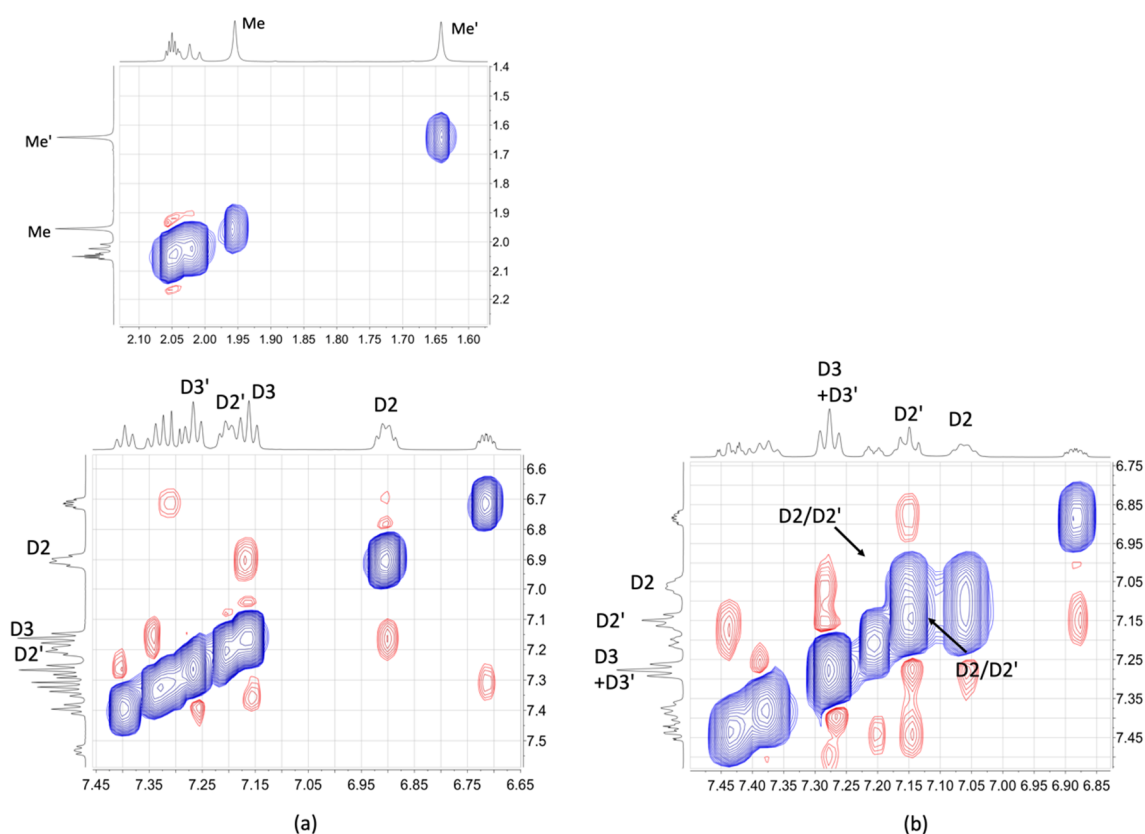 Me
Me'
1.4
1.5
1.6
1.7
1.8
1.9
2.0
2.1
2.2
Me'
Me
2.10 2.05 2.00 1.95 1.90 1.85 1.80 1.75 1.70 1.65 1.60
D3'
D2'
D3
D2
6.6
6.7
6.8
6.9
7.0
7.1
7.2
7.3
7.4
7.5
D2
D3
D2'
7.45 7.35 7.25 7.15 7.05 6.95 6.85 6.75 6.65
(a)
D3
+D3'
D2'
D2
6.75
6.85
6.95
7.05
7.15
7.25
7.35
7.45
D2/D2'
D2/D2'
D2
D2'
D3
+D3'
7.45 7.40 7.35 7.30 7.25 7.20 7.15 7.10 7.05 7.00 6.95 6.90 6.85
(b)